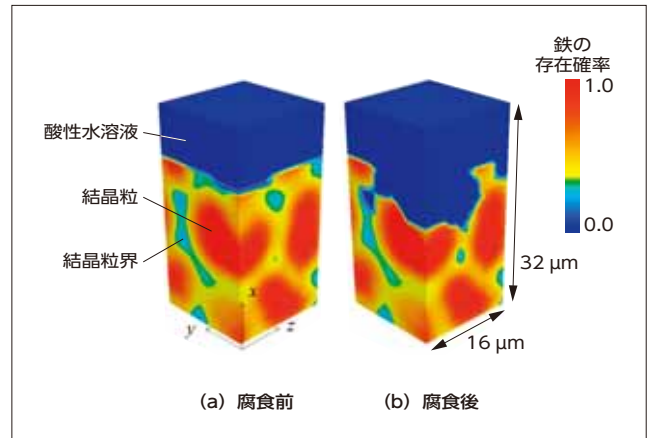 鉄の
存在確率
1.0
0.0
酸性水溶液
結晶粒
結晶粒界
x
y
z
32 µm
16 µm
(a) 腐食前
(b) 腐食後